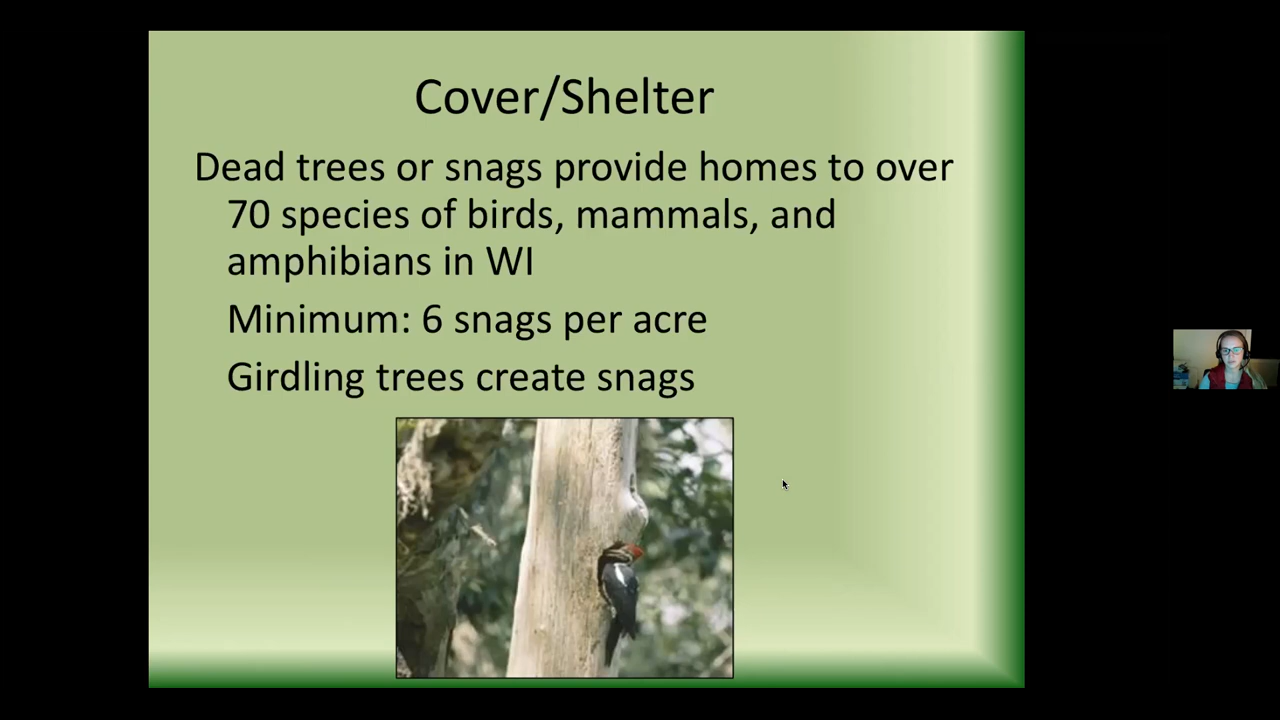 Cover/Shelter
Dead trees or snags provide homes to over
70 species of birds, mammals, and
amphibians in WI
Minimum: 6 snags per acre
Girdling trees create snags